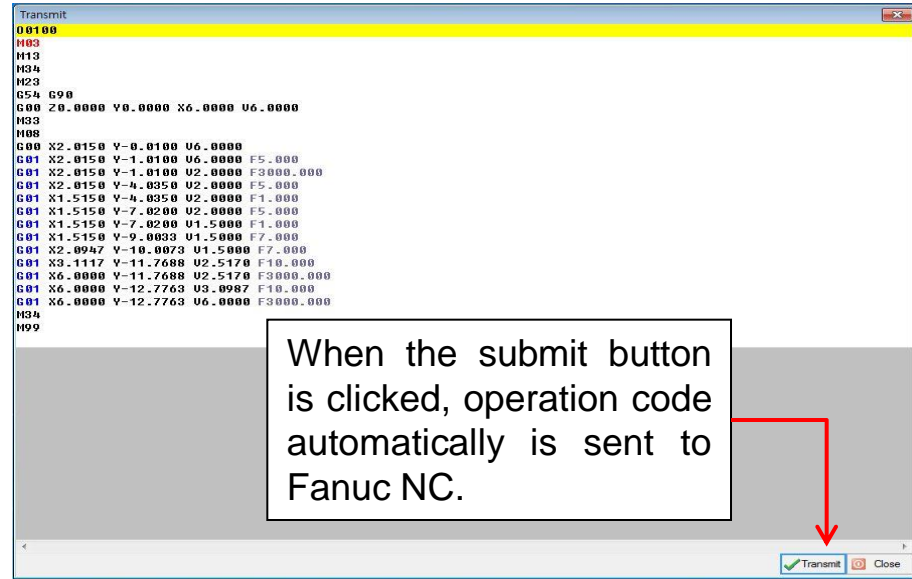 Transmit
O0100
M03
M13
M34
M23
G54 G90
G00 Z0.0000 Y0.0000 X6.0000 V6.0000
M33
M08
G00 X2.0150 Y-0.0100 V6.0000
G01 X2.0150 Y-1.0100 V6.0000 F5.000
G01 X2.0150 Y-1.0100 V2.0000 F3000.000
G01 X2.0150 Y-4.0350 V2.0000 F5.000
G01 X1.5150 Y-4.0350 V2.0000 F1.000
G01 X1.5150 Y-7.0200 V2.0000 F5.000
G01 X1.5150 Y-7.0200 V1.5000 F1.000
G01 X1.5150 Y-9.0033 V1.5000 F7.000
G01 X2.0947 Y-10.0073 V1.5000 F7.000
G01 X3.1117 Y-11.7688 V2.5170 F10.000
G01 X6.0000 Y-11.7688 V2.5170 F3000.000
G01 X6.0000 Y-12.7763 V3.0987 F10.000
G01 X6.0000 Y-12.7763 V6.0000 F3000.000
M34
M99
When the submit button
is clicked, operation code
automatically is sent to
Fanuc NC.
Transmit Close